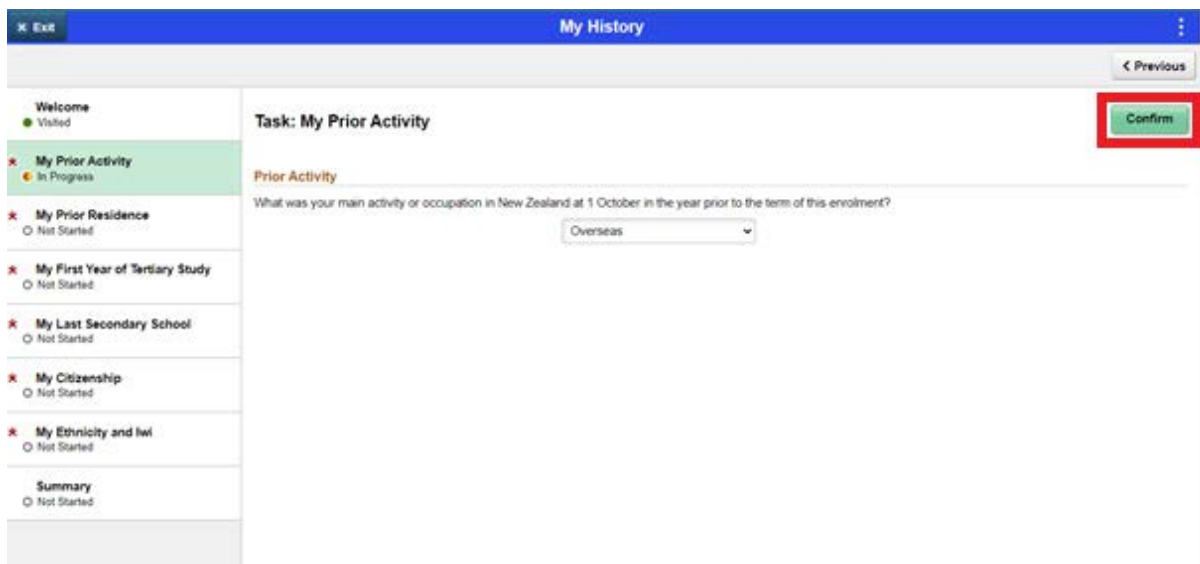 × Exit
My History
< Previous
Welcome
Visited
Task: My Prior Activity
Confirm
* My Prior Activity
In Progress
Prior Activity
What was your main activity or occupation in New Zealand at 1 October in the year prior to the term of this enrolment?
Overseas
* My Prior Residence
Not Started
* My First Year of Tertiary Study
Not Started
* My Last Secondary School
Not Started
* My Citizenship
Not Started
* My Ethnicity and Iwi
Not Started
Summary
Not Started